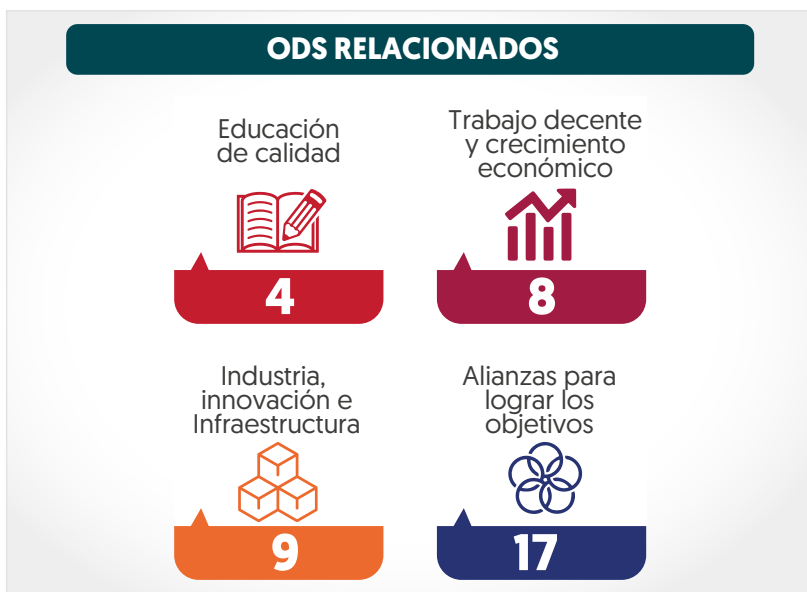 ODS RELACIONADOS
Educación
de calidad
4
Trabajo decente
y crecimiento
económico
8
Industria,
innovación e
Infraestructura
9
Alianzas para
lograr los
objetivos
17